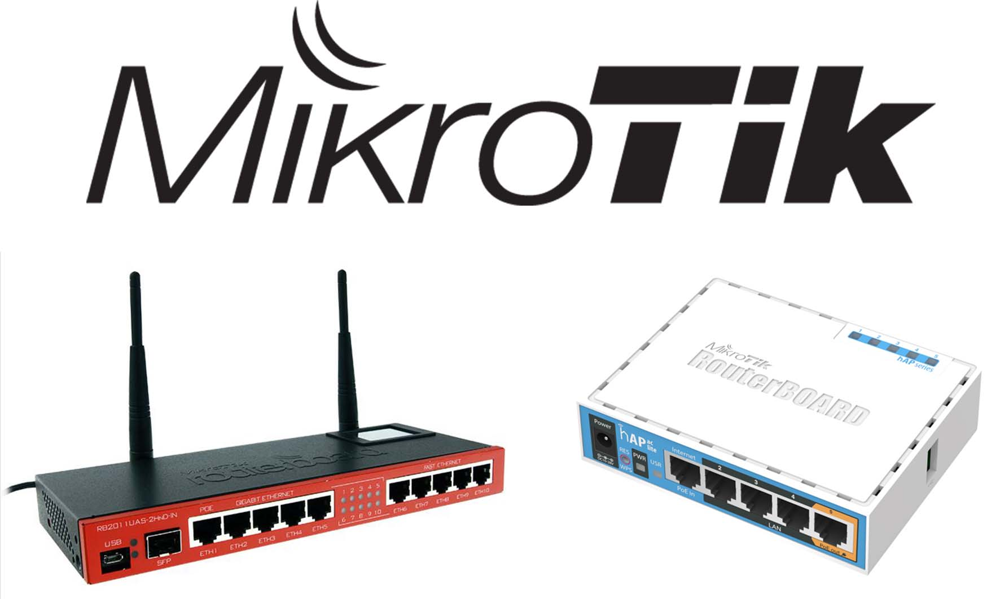 MikroTik
MikroTik
routerboard
RB2011UAS-2HnD-IN
USB
SFP
POE
GIGABIT ETHERNET
ETH1 ETH2 ETH3 ETH4 ETH5
1 2 3 4 5
6 7 8 9 10
FAST ETHERNET
ETH6 ETH7 ETH8 ETH9 ETH10
1 2 3 4 5
hAP series
MikroTik
RouterBOARD
Power
DC10-28V
hAP ac lite
RES
WPS
PWR
USR
Internet
PoE in
2 3 4 5
LAN
PoE out